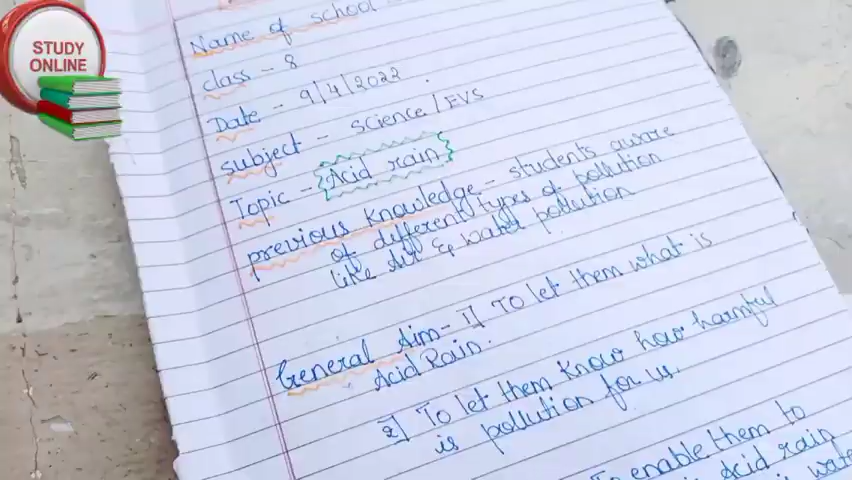 STUDY
ONLINE
Name of school
class - 8
Date - 9/4/2022.
subject - science/EVS
Topic - {Acid rain}
previous knowledge - students aware
of different types of pollution
like Air & water pollution
General Aim - 1] To let them what is
Acid Rain.
2] To let them know how harmful
is pollution for us.
To enable them to
Acid rain